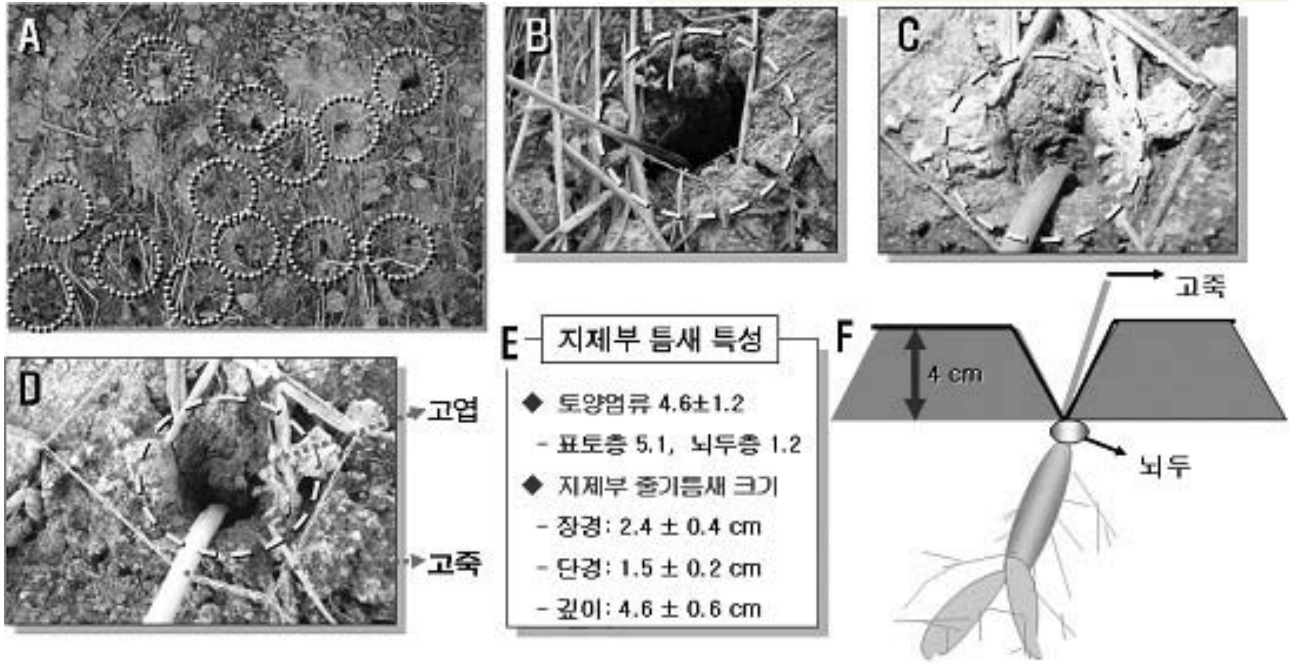 A
B
C
D
고엽
고죽
E
지제부 틈새 특성
◆ 토양염류 4.6±1.2
- 표토층 5.1, 뇌두층 1.2
◆ 지제부 줄기틈새 크기
- 장경: 2.4 ± 0.4 cm
- 단경: 1.5 ± 0.2 cm
- 깊이: 4.6 ± 0.6 cm
F
고죽
4 cm
뇌두